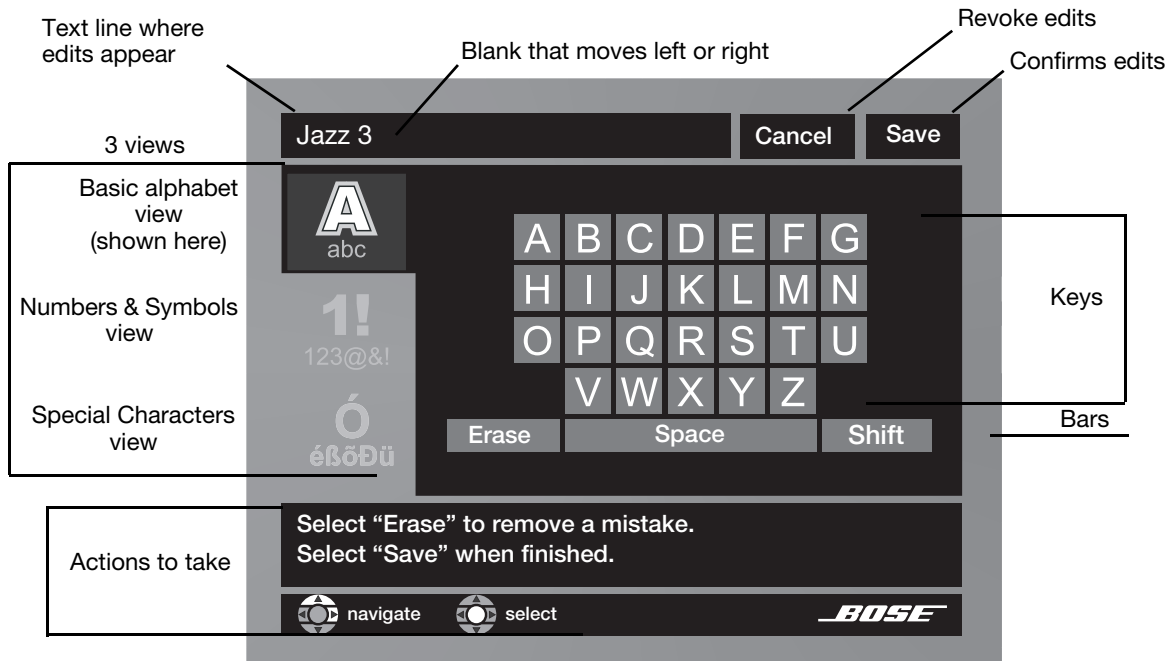 Text line where
edits appear
Blank that moves left or right
Revoke edits
Confirms edits
Jazz 3
Cancel
Save
3 views
Basic alphabet
view
(shown here)
A
abc
A B C D E F G
H I J K L M N
O P Q R S T U
V W X Y Z
Keys
Numbers & Symbols
view
1!
123@&!
Special Characters
view
Ó
éßõÐü
Erase
Space
Shift
Bars
Actions to take
Select “Erase” to remove a mistake.
Select “Save” when finished.
navigate
select
BOSE